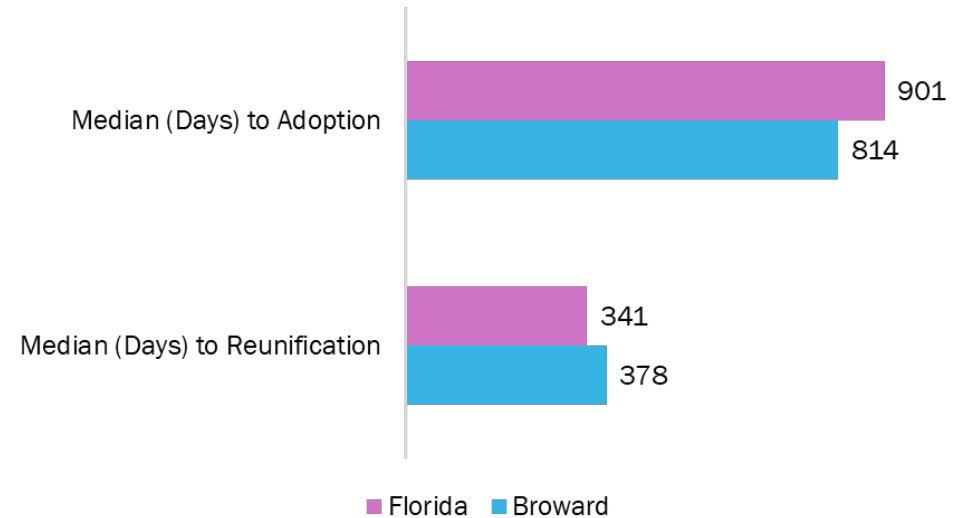 Median (Days) to Adoption
901
814
Median (Days) to Reunification
341
378
Florida
Broward